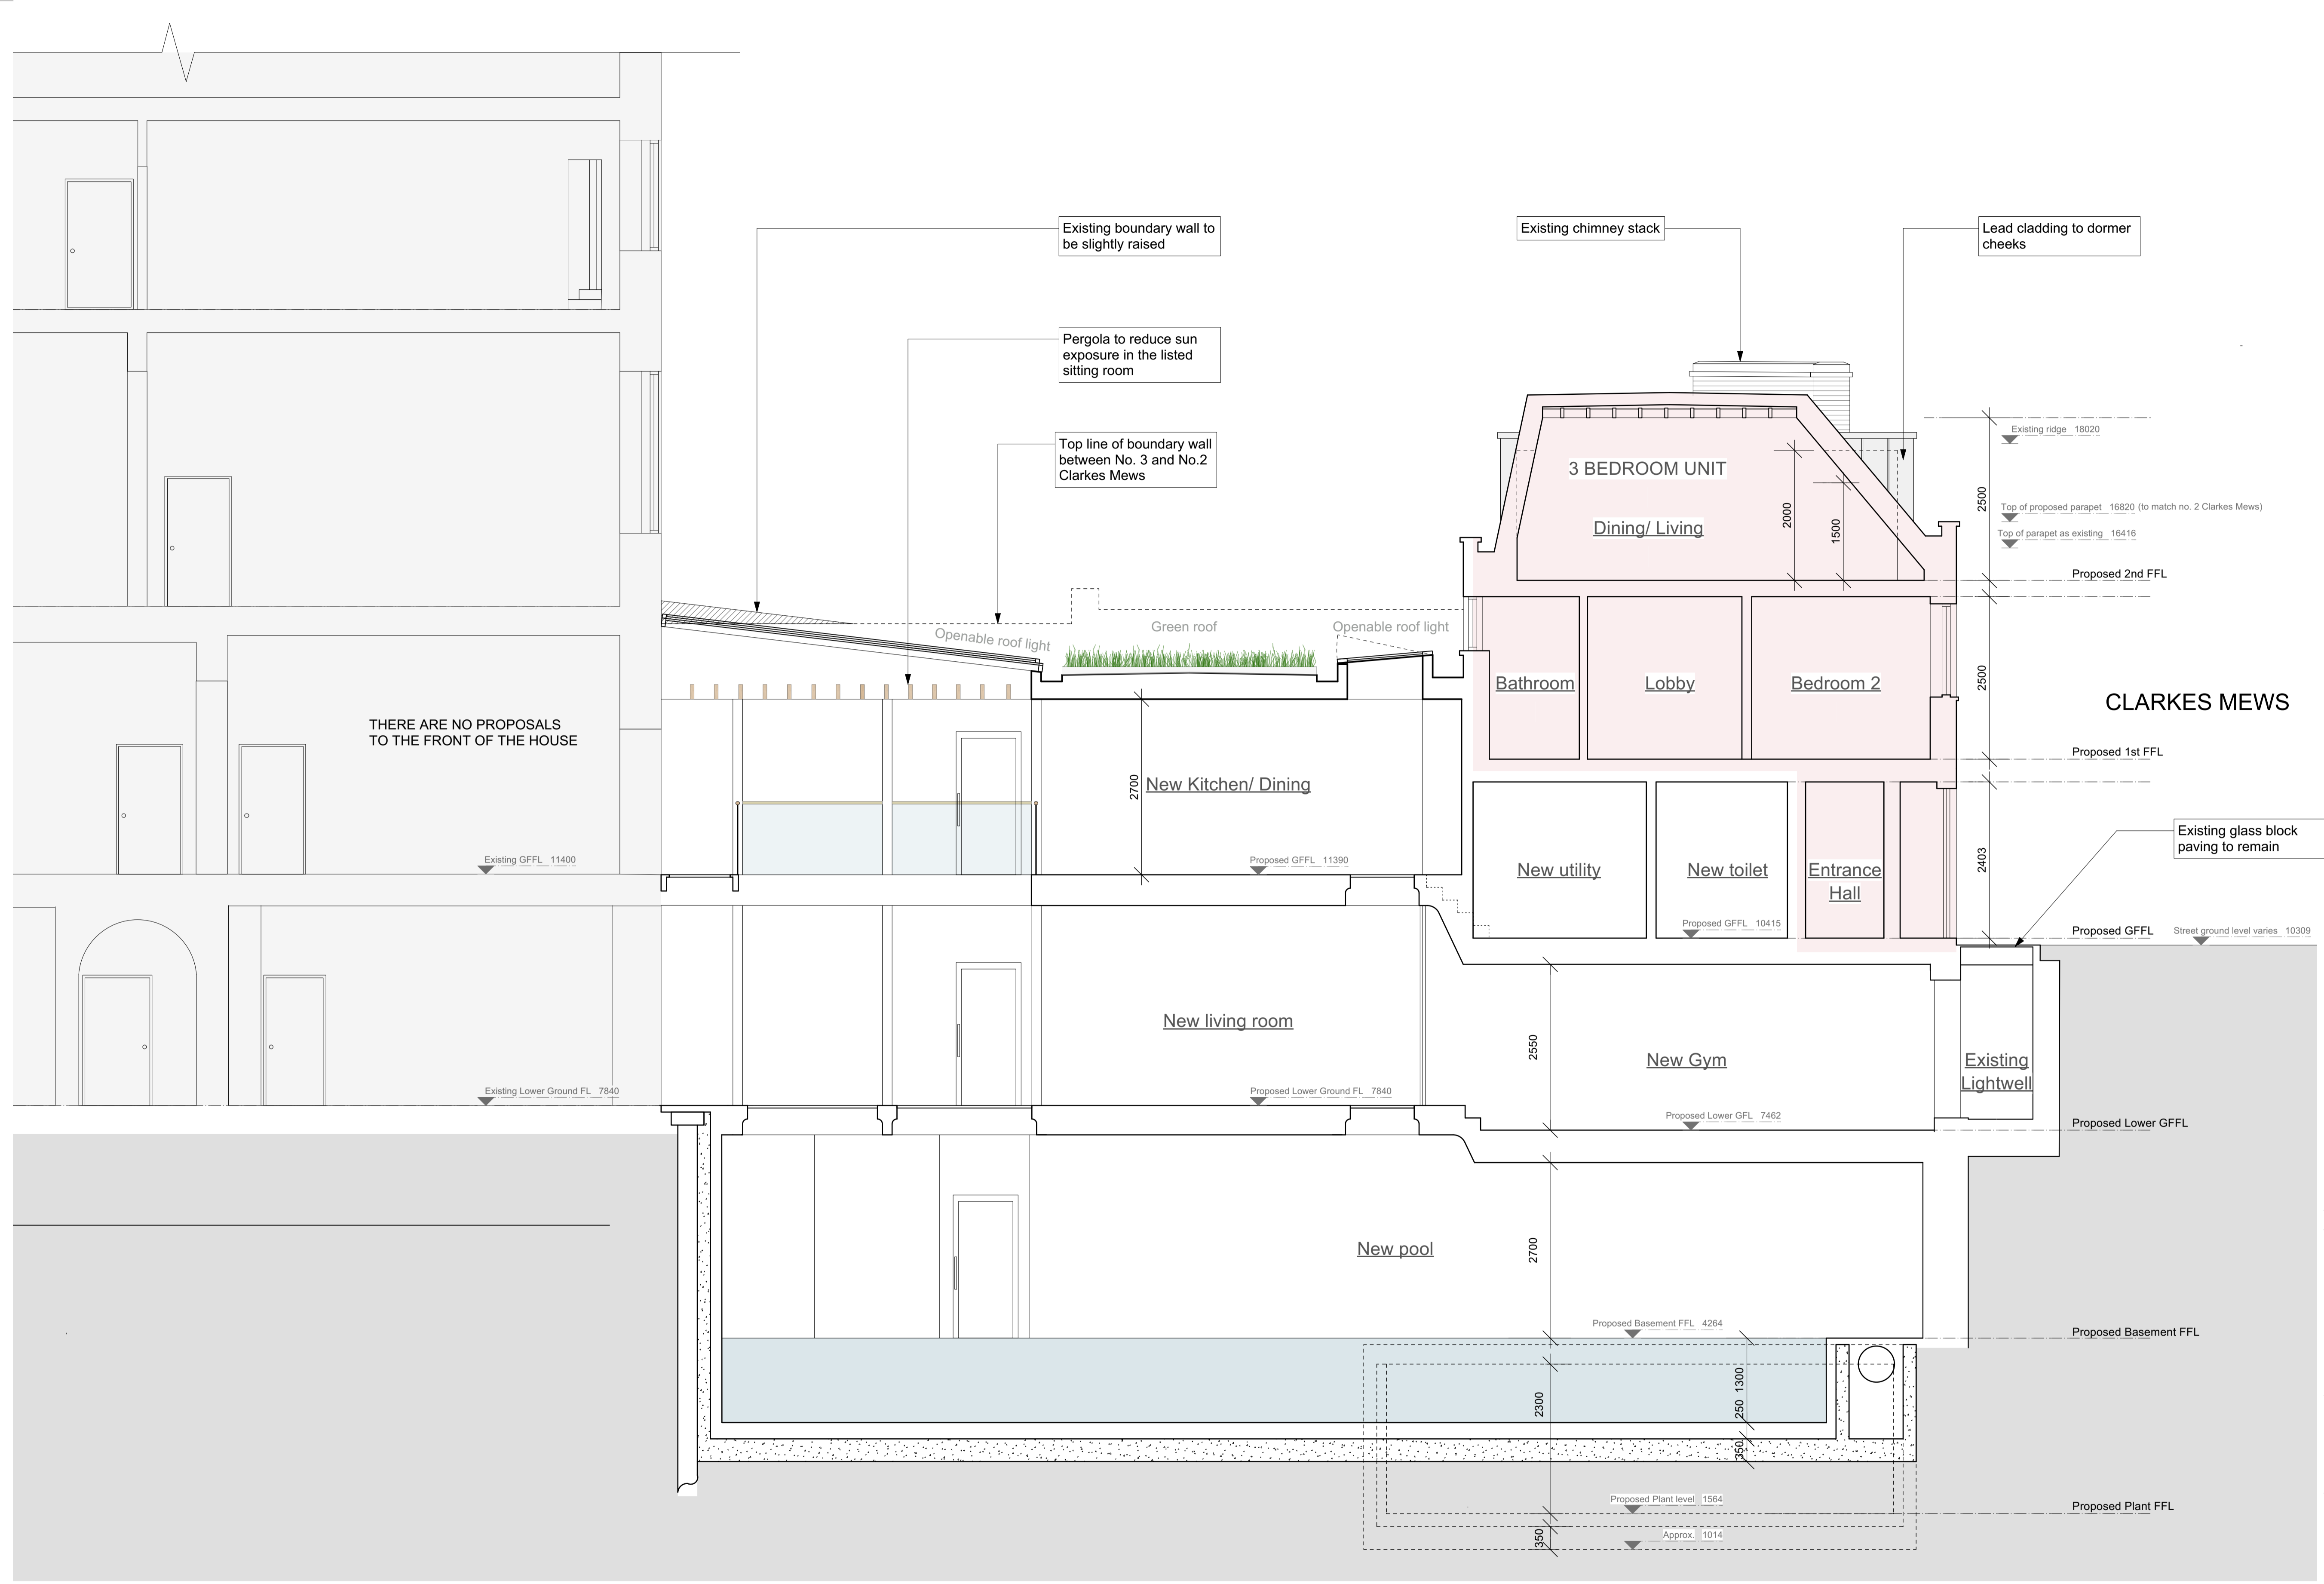 Existing boundary wall to
be slightly raised
Existing chimney stack
Lead cladding to dormer
cheeks
Pergola to reduce sun
exposure in the listed
sitting room
Top line of boundary wall
between No. 3 and No.2
Clarkes Mews
Existing ridge 18020
3 BEDROOM UNIT
Dining/ Living
2000
1500
2500
Top of proposed parapet 16820 (to match no. 2 Clarkes Mews)
Top of parapet as existing 16416
Proposed 2nd FFL
Openable roof light
Green roof
Openable roof light
Bathroom
Lobby
Bedroom 2
2500
CLARKES MEWS
THERE ARE NO PROPOSALS
TO THE FRONT OF THE HOUSE
Proposed 1st FFL
2700
New Kitchen/ Dining
Existing glass block
paving to remain
Existing GFFL 11400
Proposed GFFL 11390
New utility
New toilet
Entrance
Hall
2403
Proposed GFFL 10415
Proposed GFFL
Street ground level varies 10309
New living room
2550
New Gym
Existing
Lightwell
Existing Lower Ground FL 7840
Proposed Lower Ground FL 7840
Proposed Lower GFL 7462
Proposed Lower GFFL
New pool
2700
Proposed Basement FFL 4264
Proposed Basement FFL
2300
1300
250
350
Proposed Plant level 1564
Proposed Plant FFL
350
Approx. 1014